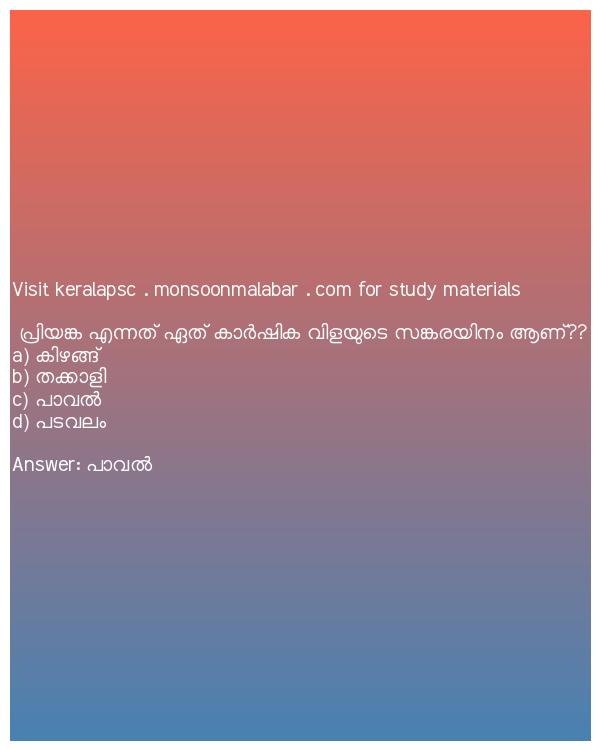 Visit keralapsc . monsoonmalabar . com for study materials
പ്രിയങ്ക എന്നത് ഏത് കാർഷിക വിളയുടെ സങ്കരയിനം ആണ്??
a) കിഴങ്ങ്
b) തക്കാളി
c) പാവൽ
d) പടവലം
Answer: പാവൽ